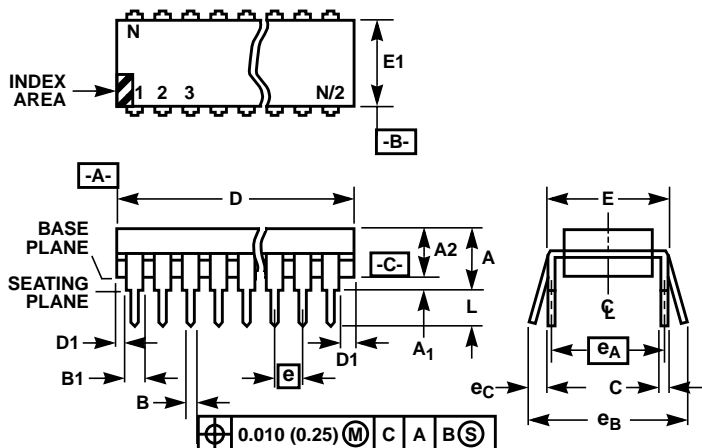 N
E1
INDEX
AREA
1 2 3 N/2
-B-
-A-
D
E
BASE
PLANE
A2
A
-C-
SEATING
PLANE
L
C
L
D1
A1
D1
eA
B1
e
eC
C
B
eB
0.010 (0.25) M C A B S